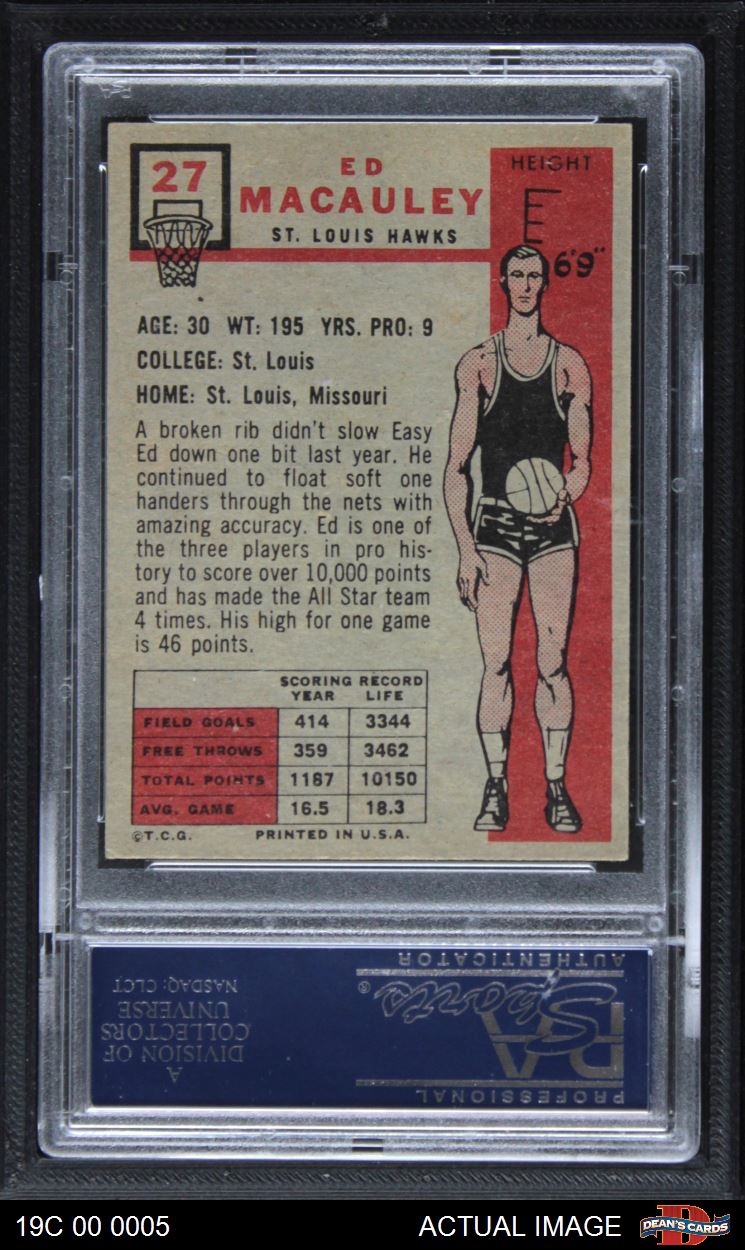 27
ED
MACAULEY
ST. LOUIS HAWKS
HEIGHT
6'9"
AGE: 30 WT: 195 YRS. PRO: 9
COLLEGE: St. Louis
HOME: St. Louis, Missouri
A broken rib didn't slow Easy
Ed down one bit last year. He
continued to float soft one
handers through the nets with
amazing accuracy. Ed is one of
the three players in pro his-
tory to score over 10,000 points
and has made the All Star team
4 times. His high for one game
is 46 points.
SCORING RECORD
YEAR LIFE
FIELD GOALS 414 3344
FREE THROWS 359 3462
TOTAL POINTS 1187 10150
AVG. GAME 16.5 18.3
©T.C.G. PRINTED IN U.S.A.
PROFESSIONAL
PSA
Sports ®
AUTHENTICATOR
A
DIVISION OF
COLLECTORS
UNIVERSE
NASDAQ: CLCT
19C 00 0005
ACTUAL IMAGE
D
DEAN'S CARDS